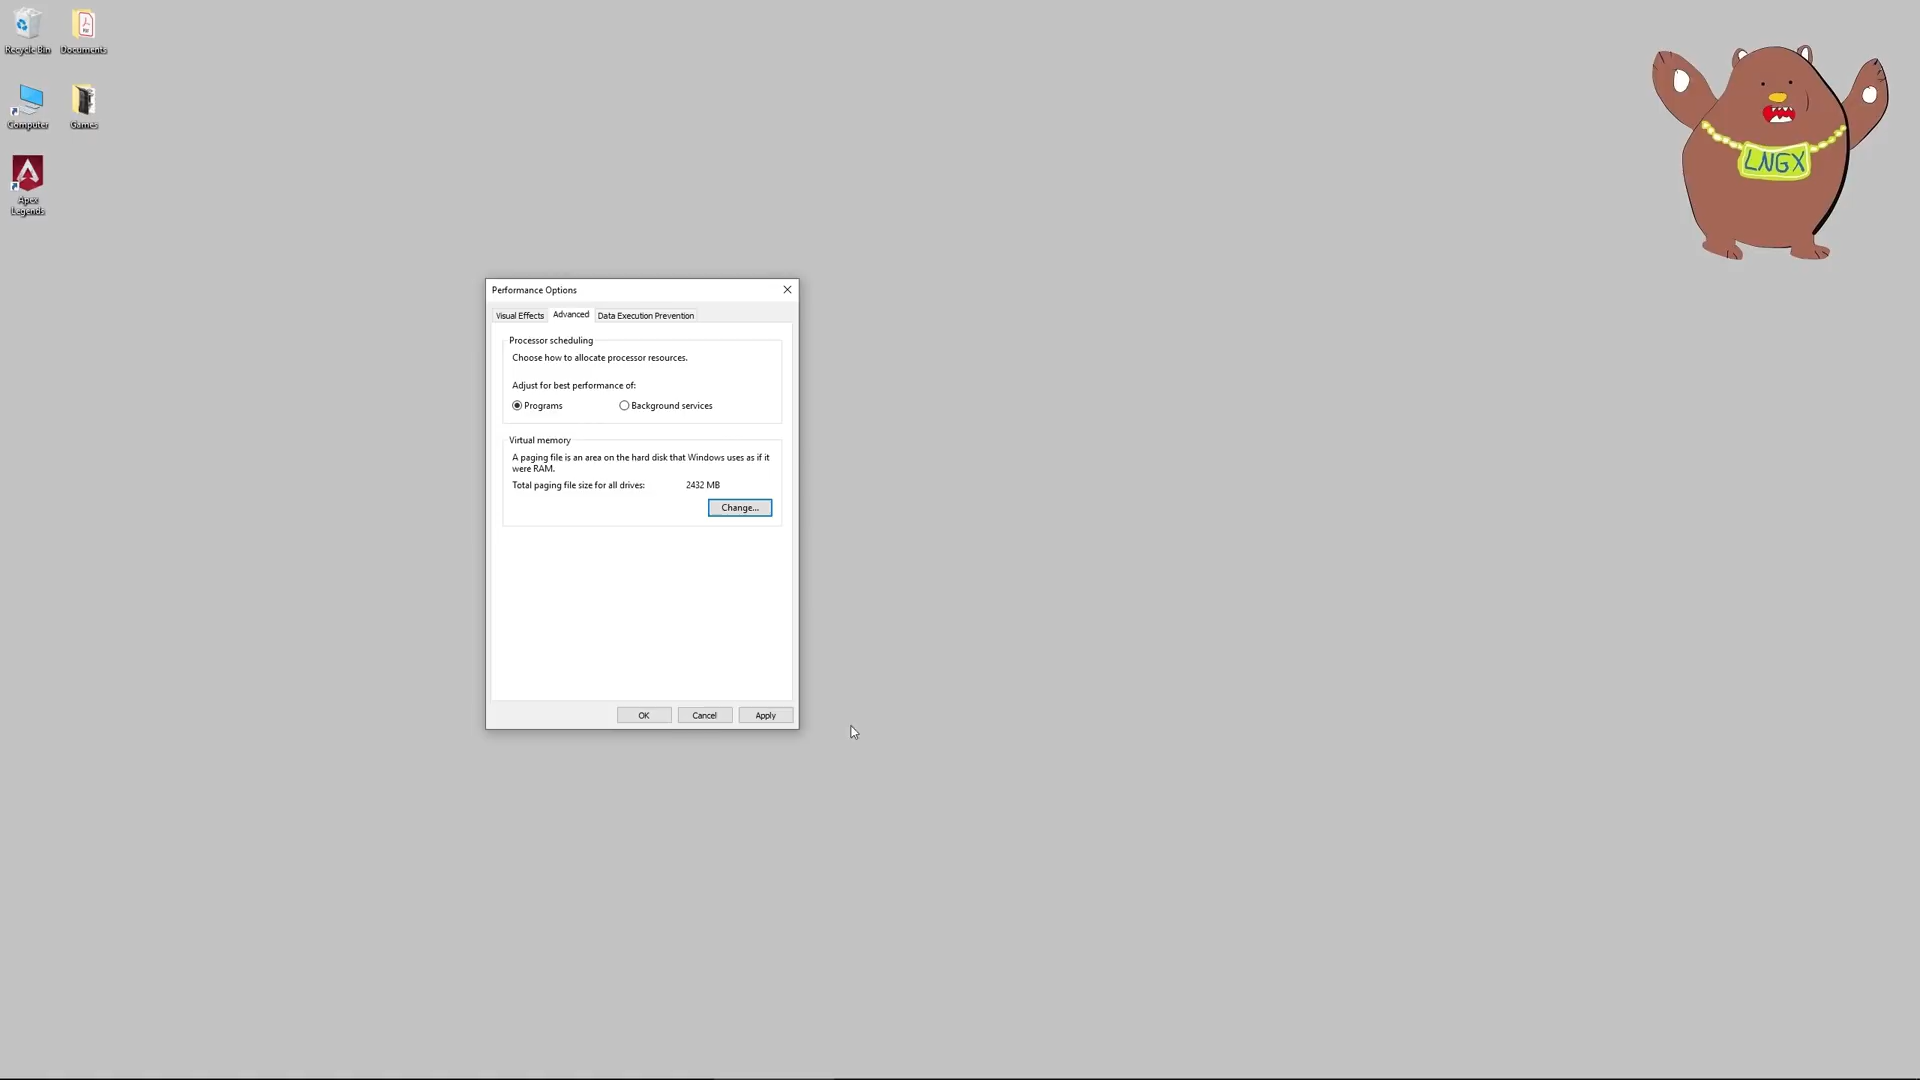 Recycle Bin
Documents
Computer
Games
Apex
Legends
LNGX
Performance Options
Visual Effects
Advanced
Data Execution Prevention
Processor scheduling
Choose how to allocate processor resources.
Adjust for best performance of:
Programs
Background services
Virtual memory
A paging file is an area on the hard disk that Windows uses as if it
were RAM.
Total paging file size for all drives:
2432 MB
Change...
OK
Cancel
Apply